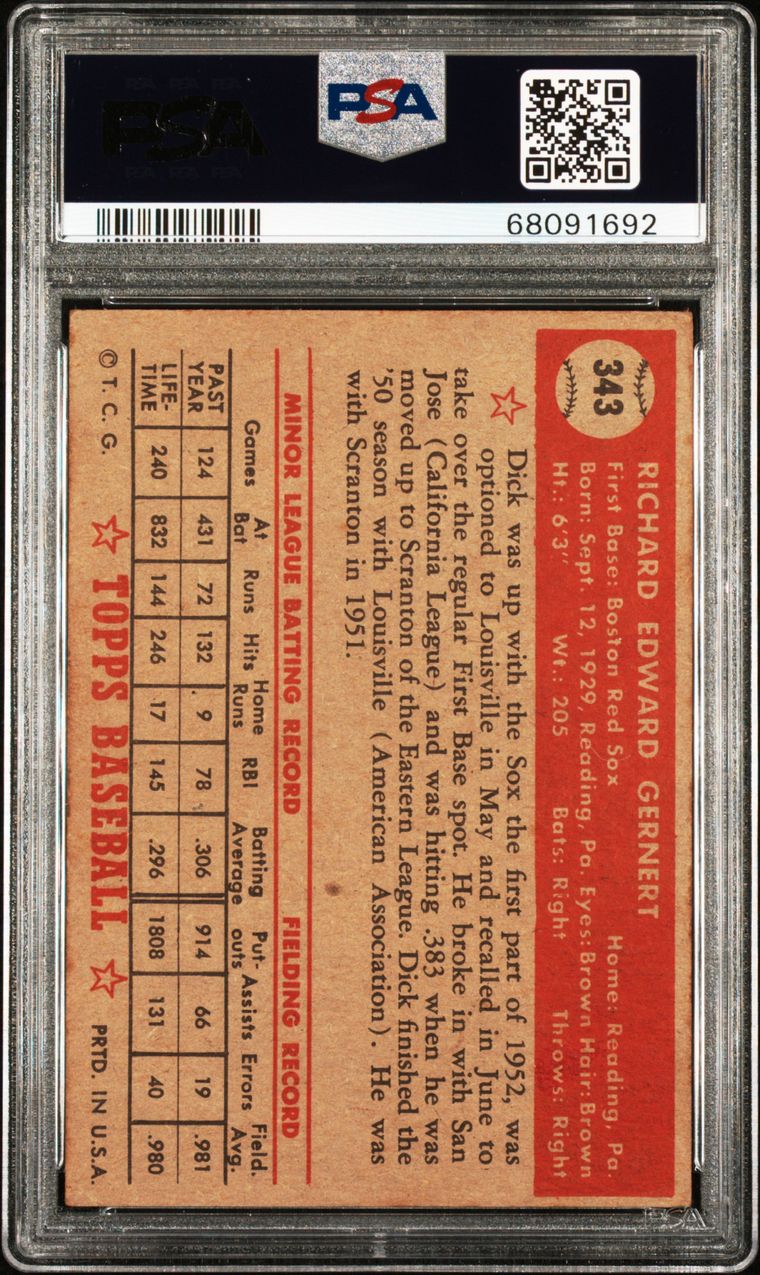 PSA
PSA
68091692
343
RICHARD EDWARD GERNERT
First Base: Boston Red Sox Home: Reading, Pa.
Born: Sept. 12, 1929, Reading, Pa. Eyes: Brown Hair: Brown
Ht.: 6'3" Wt.: 205 Bats: Right Throws: Right
Dick was up with the Sox the first part of 1952, was
optioned to Louisville in May and recalled in June to
take over the regular First Base spot. He broke in with San
Jose (California League) and was hitting .383 when he was
moved up to Scranton of the Eastern League. Dick finished the
'50 season with Louisville (American Association). He was
with Scranton in 1951.
MINOR LEAGUE BATTING RECORD FIELDING RECORD
Games At Bat Runs Hits Home Runs RBI Batting Average Put-outs Assists Errors Field. Avg.
PAST YEAR 124 431 72 132 9 78 .306 914 66 19 .981
LIFE-TIME 240 832 144 246 17 145 .296 1808 131 40 .980
© T. C. G. TOPPS BASEBALL PRTD. IN U.S.A.
PSA